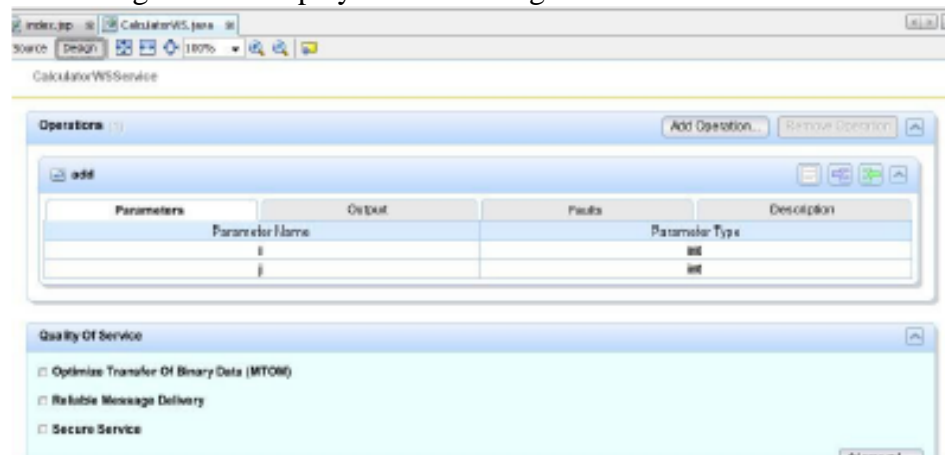 index.jsp CalculatorWS.java
Source Design 100%
CalculatorWSService
Operations (1) Add Operation... Remove Operation
add
Parameters Output Faults Description
Parameter Name Parameter Type
i int
j int
Quality Of Service
Optimize Transfer Of Binary Data (MTOM)
Reliable Message Delivery
Secure Service